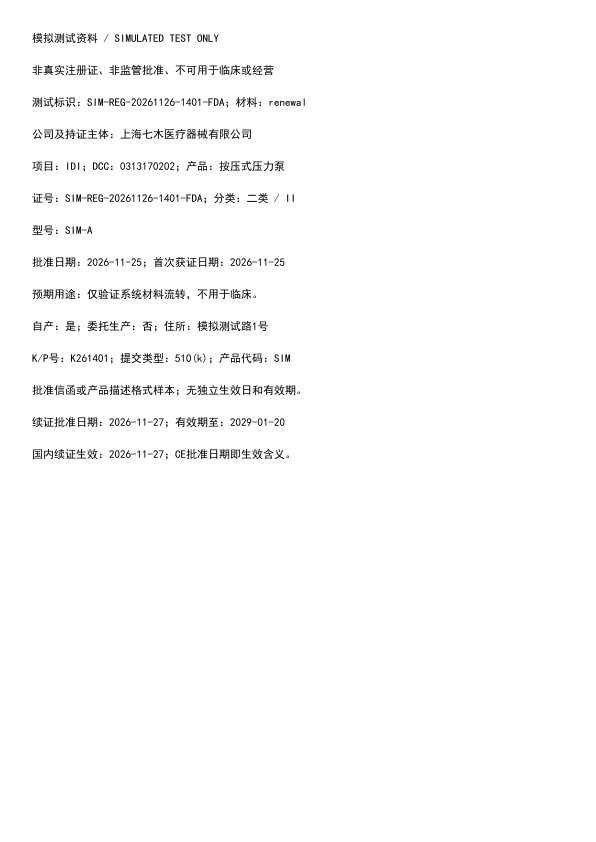 模拟测试资料 / SIMULATED TEST ONLY
非真实注册证、非监管批准、不可用于临床或经营
测试标识：SIM-REG-20261126-1401-FDA；材料：renewal
公司及持证主体：上海七木医疗器械有限公司
项目：IDI；DCC：0313170202；产品：按压式压力泵
证号：SIM-REG-20261126-1401-FDA；分类：二类 / II
型号：SIM-A
批准日期：2026-11-25；首次获证日期：2026-11-25
预期用途：仅验证系统材料流转，不用于临床。
自产：是；委托生产：否；住所：模拟测试路1号
K/P号：K261401；提交类型：510(k)；产品代码：SIM
批准信函或产品描述格式样本；无独立生效日和有效期。
续证批准日期：2026-11-27；有效期至：2029-01-20
国内续证生效：2026-11-27；CE批准日期即生效含义。